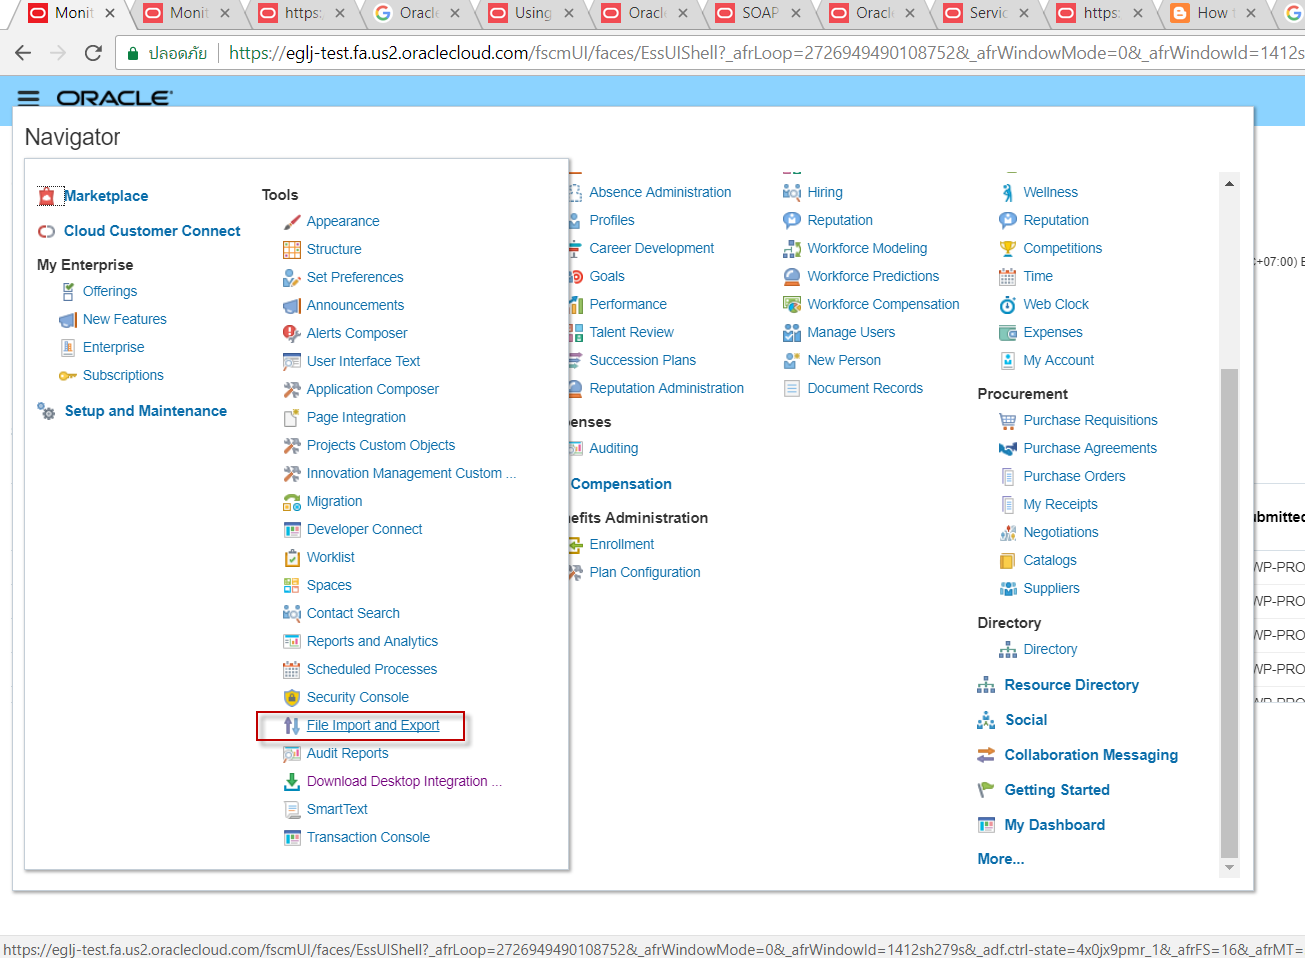 Monit
Monit
https:
Oracle
Using
Oracl
SOAP
Oracle
Servic
https:
How t
ปลอดภัย
https://eglj-test.fa.us2.oraclecloud.com/fscmUI/faces/EssUIShell?_afrLoop=2726949490108752&_afrWindowMode=0&_afrWindowId=1412s
ORACLE
Navigator
Marketplace
Cloud Customer Connect
My Enterprise
Offerings
New Features
Enterprise
Subscriptions
Setup and Maintenance
Tools
Appearance
Structure
Set Preferences
Announcements
Alerts Composer
User Interface Text
Application Composer
Page Integration
Projects Custom Objects
Innovation Management Custom ...
Migration
Developer Connect
Worklist
Spaces
Contact Search
Reports and Analytics
Scheduled Processes
Security Console
File Import and Export
Audit Reports
Download Desktop Integration ...
SmartText
Transaction Console
Absence Administration
Profiles
Career Development
Goals
Performance
Talent Review
Succession Plans
Reputation Administration
enses
Auditing
Compensation
efits Administration
Enrollment
Plan Configuration
Hiring
Reputation
Workforce Modeling
Workforce Predictions
Workforce Compensation
Manage Users
New Person
Document Records
Wellness
Reputation
Competitions
Time
Web Clock
Expenses
My Account
Procurement
Purchase Requisitions
Purchase Agreements
Purchase Orders
My Receipts
Negotiations
Catalogs
Suppliers
Directory
Directory
Resource Directory
Social
Collaboration Messaging
Getting Started
My Dashboard
More...
+07:00) E
ubmitted
WP-PRO
WP-PRO
WP-PRO
WP-PRO
https://eglj-test.fa.us2.oraclecloud.com/fscmUI/faces/EssUIShell?_afrLoop=2726949490108752&_afrWindowMode=0&_afrWindowId=1412sh279s&_adf.ctrl-state=4x0jx9pmr_1&_afrFS=16&_afrMT=